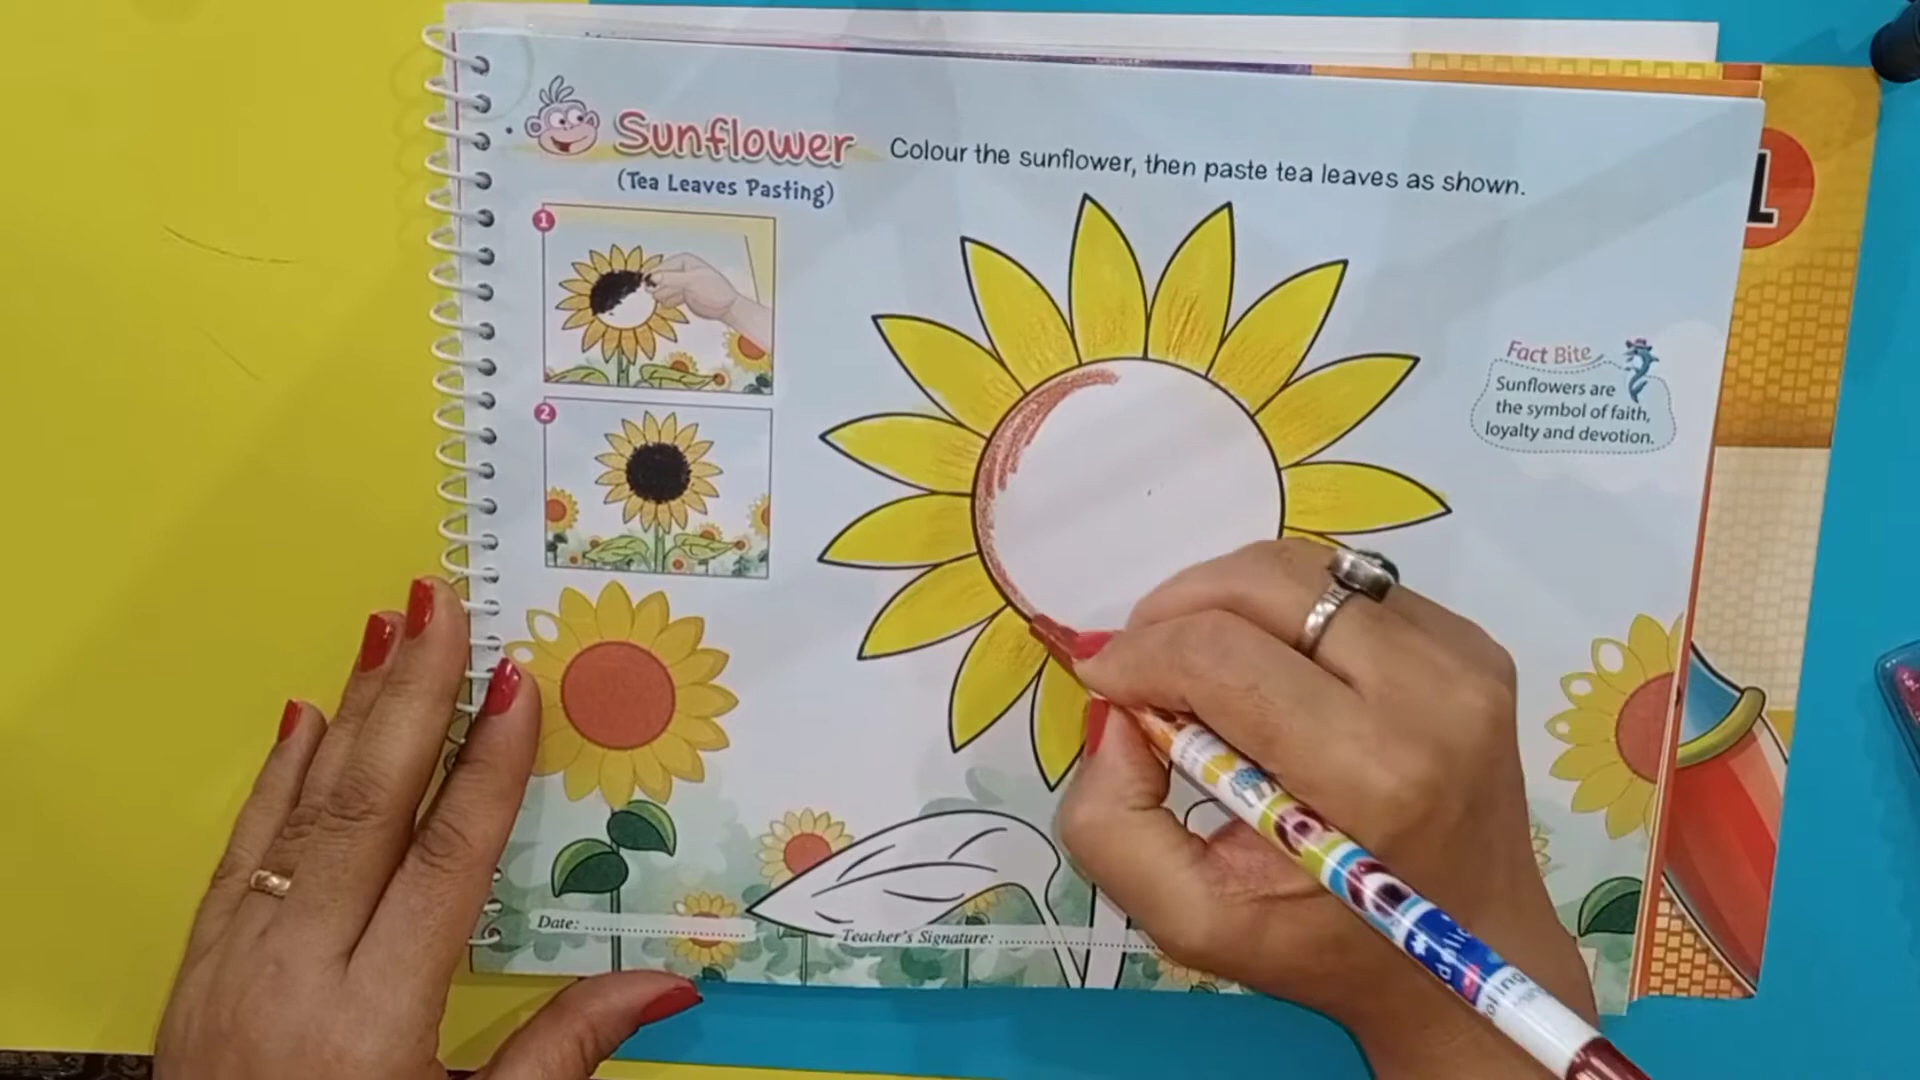 Sunflower
(Tea Leaves Pasting)
Colour the sunflower, then paste tea leaves as shown.
1
2
Fact Bite
Sunflowers are
the symbol of faith,
loyalty and devotion.
Date:
Teacher's Signature:
1